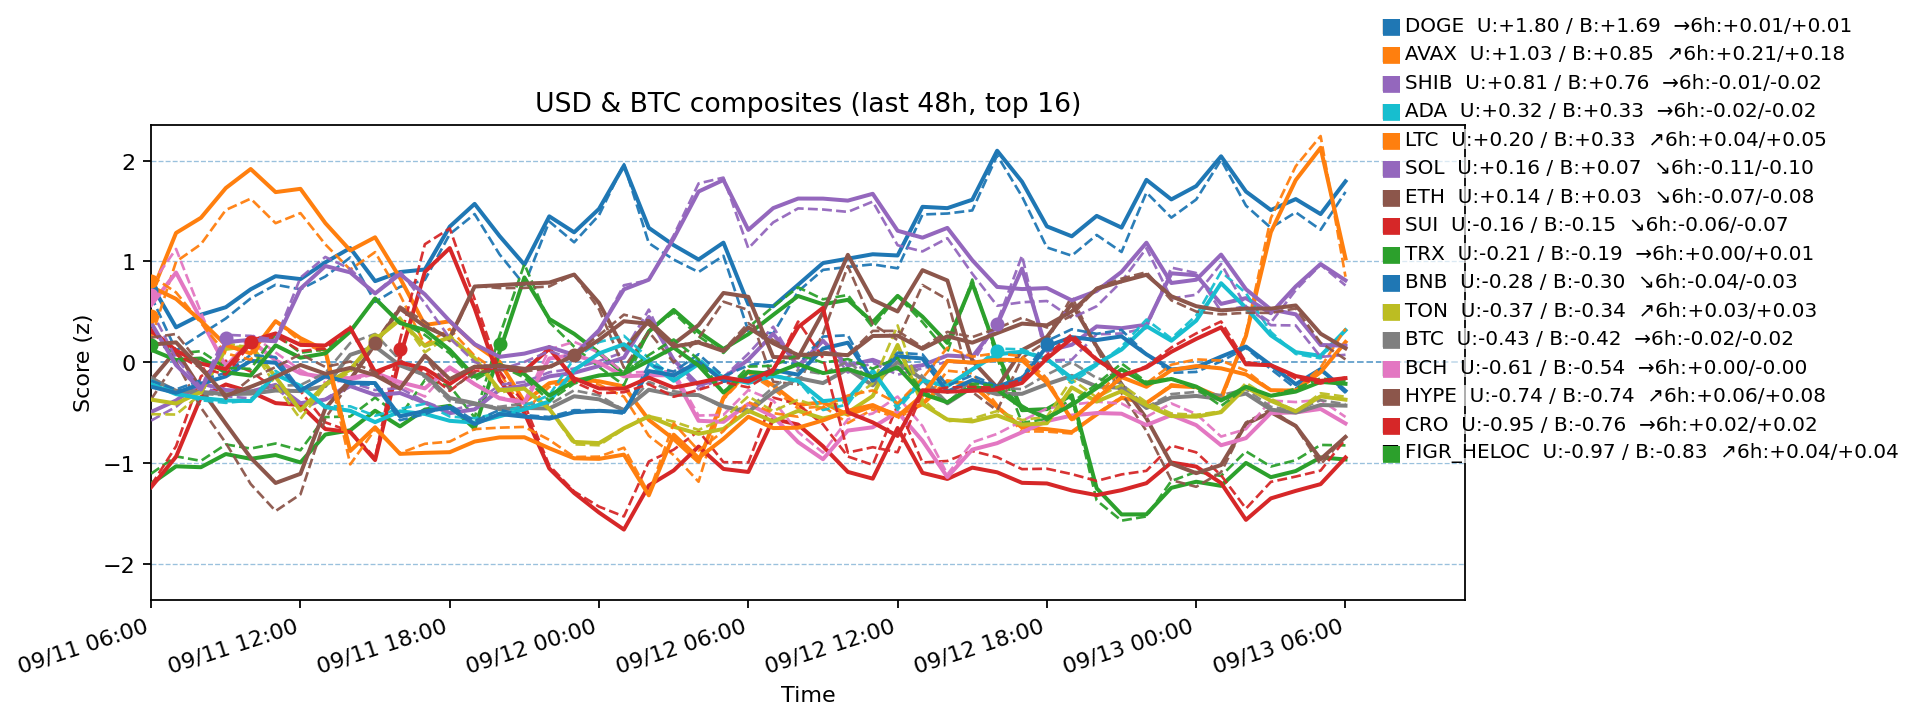 DOGE  U:+1.80 / B:+1.69  →6h:+0.01/+0.01
AVAX  U:+1.03 / B:+0.85  ↗6h:+0.21/+0.18
SHIB  U:+0.81 / B:+0.76  →6h:-0.01/-0.02
ADA  U:+0.32 / B:+0.33  →6h:-0.02/-0.02
LTC  U:+0.20 / B:+0.33  ↗6h:+0.04/+0.05
SOL  U:+0.16 / B:+0.07  ↘6h:-0.11/-0.10
ETH  U:+0.14 / B:+0.03  ↘6h:-0.07/-0.08
SUI  U:-0.16 / B:-0.15  ↘6h:-0.06/-0.07
TRX  U:-0.21 / B:-0.19  →6h:+0.00/+0.01
BNB  U:-0.28 / B:-0.30  ↘6h:-0.04/-0.03
TON  U:-0.37 / B:-0.34  ↗6h:+0.03/+0.03
BTC  U:-0.43 / B:-0.42  →6h:-0.02/-0.02
BCH  U:-0.61 / B:-0.54  →6h:+0.00/-0.00
HYPE  U:-0.74 / B:-0.74  ↗6h:+0.06/+0.08
CRO  U:-0.95 / B:-0.76  →6h:+0.02/+0.02
FIGR_HELOC  U:-0.97 / B:-0.83  ↗6h:+0.04/+0.04
USD & BTC composites (last 48h, top 16)
Score (z)
2
1
0
−1
−2
09/11 06:00
09/11 12:00
09/11 18:00
09/12 00:00
09/12 06:00
09/12 12:00
09/12 18:00
09/13 00:00
09/13 06:00
Time